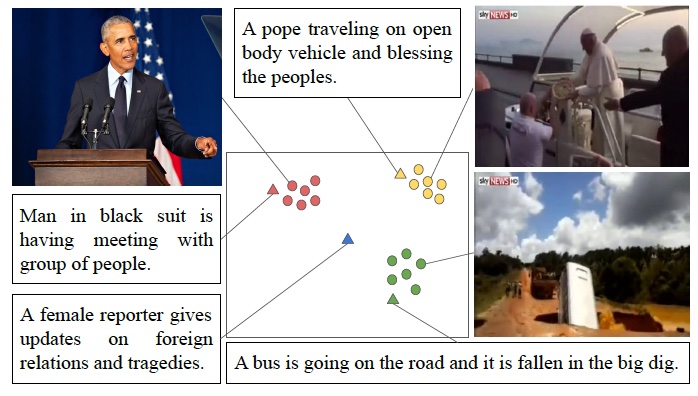 A pope traveling on open
body vehicle and blessing
the peoples.
sky NEWS HD
Man in black suit is
having meeting with
group of people.
sky NEWS HD
A female reporter gives
updates on foreign
relations and tragedies.
A bus is going on the road and it is fallen in the big dig.